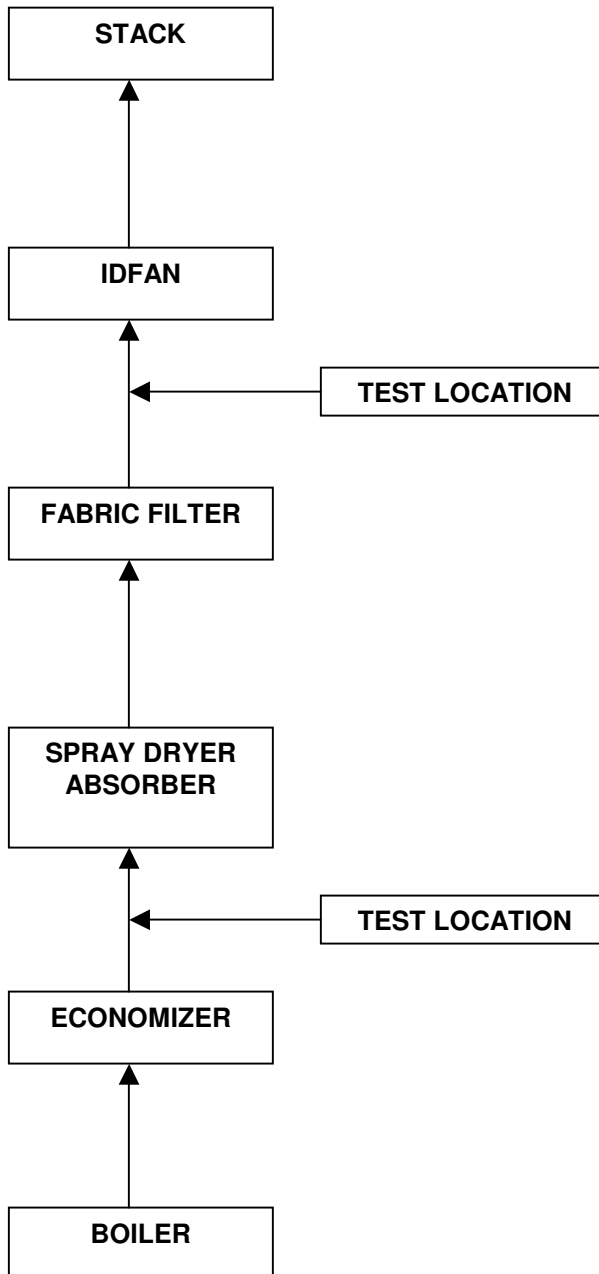 STACK
IDFAN
TEST LOCATION
FABRIC FILTER
SPRAY DRYER
ABSORBER
TEST LOCATION
ECONOMIZER
BOILER